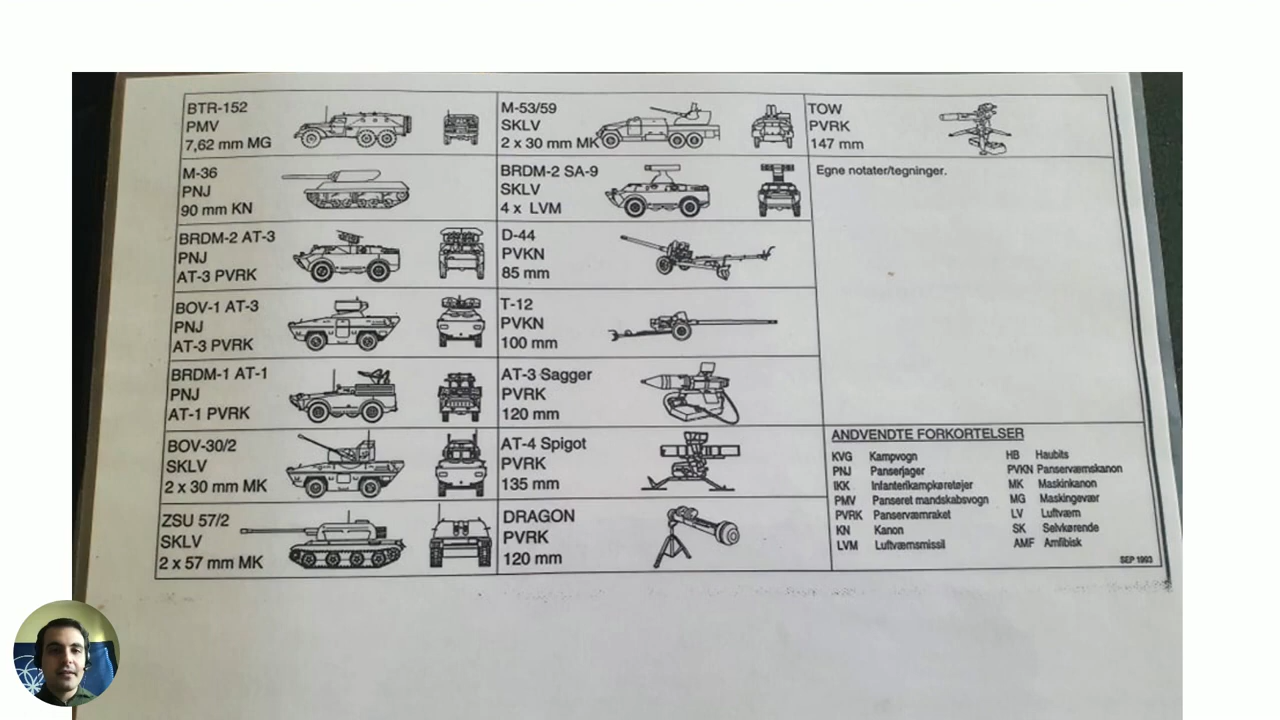 BTR-152
PMV
7,62 mm MG
M-36
PNJ
90 mm KN
BRDM-2 AT-3
PNJ
AT-3 PVRK
BOV-1 AT-3
PNJ
AT-3 PVRK
BRDM-1 AT-1
PNJ
AT-1 PVRK
BOV-30/2
SKLV
2 x 30 mm MK
ZSU 57/2
SKLV
2 x 57 mm MK
M-53/59
SKLV
2 x 30 mm MK
BRDM-2 SA-9
SKLV
4 x LVM
D-44
PVKN
85 mm
T-12
PVKN
100 mm
AT-3 Sagger
PVRK
120 mm
AT-4 Spigot
PVRK
135 mm
DRAGON
PVRK
120 mm
TOW
PVRK
147 mm
Egne notater/tegninger.
ANDVENDTE FORKORTELSER
KVG Kampvogn
PNJ Panserjager
IKK Infanterikampkøretøjer
PMV Panseret mandskabsvogn
PVRK Panserværnsraket
KN Kanon
LVM Luftværnsmissil
HB Haubits
PVKN Panserværnskanon
MK Maskinkanon
MG Maskingevær
LV Luftværn
SK Selvkørende
AMF Amfibisk
SEP 1993